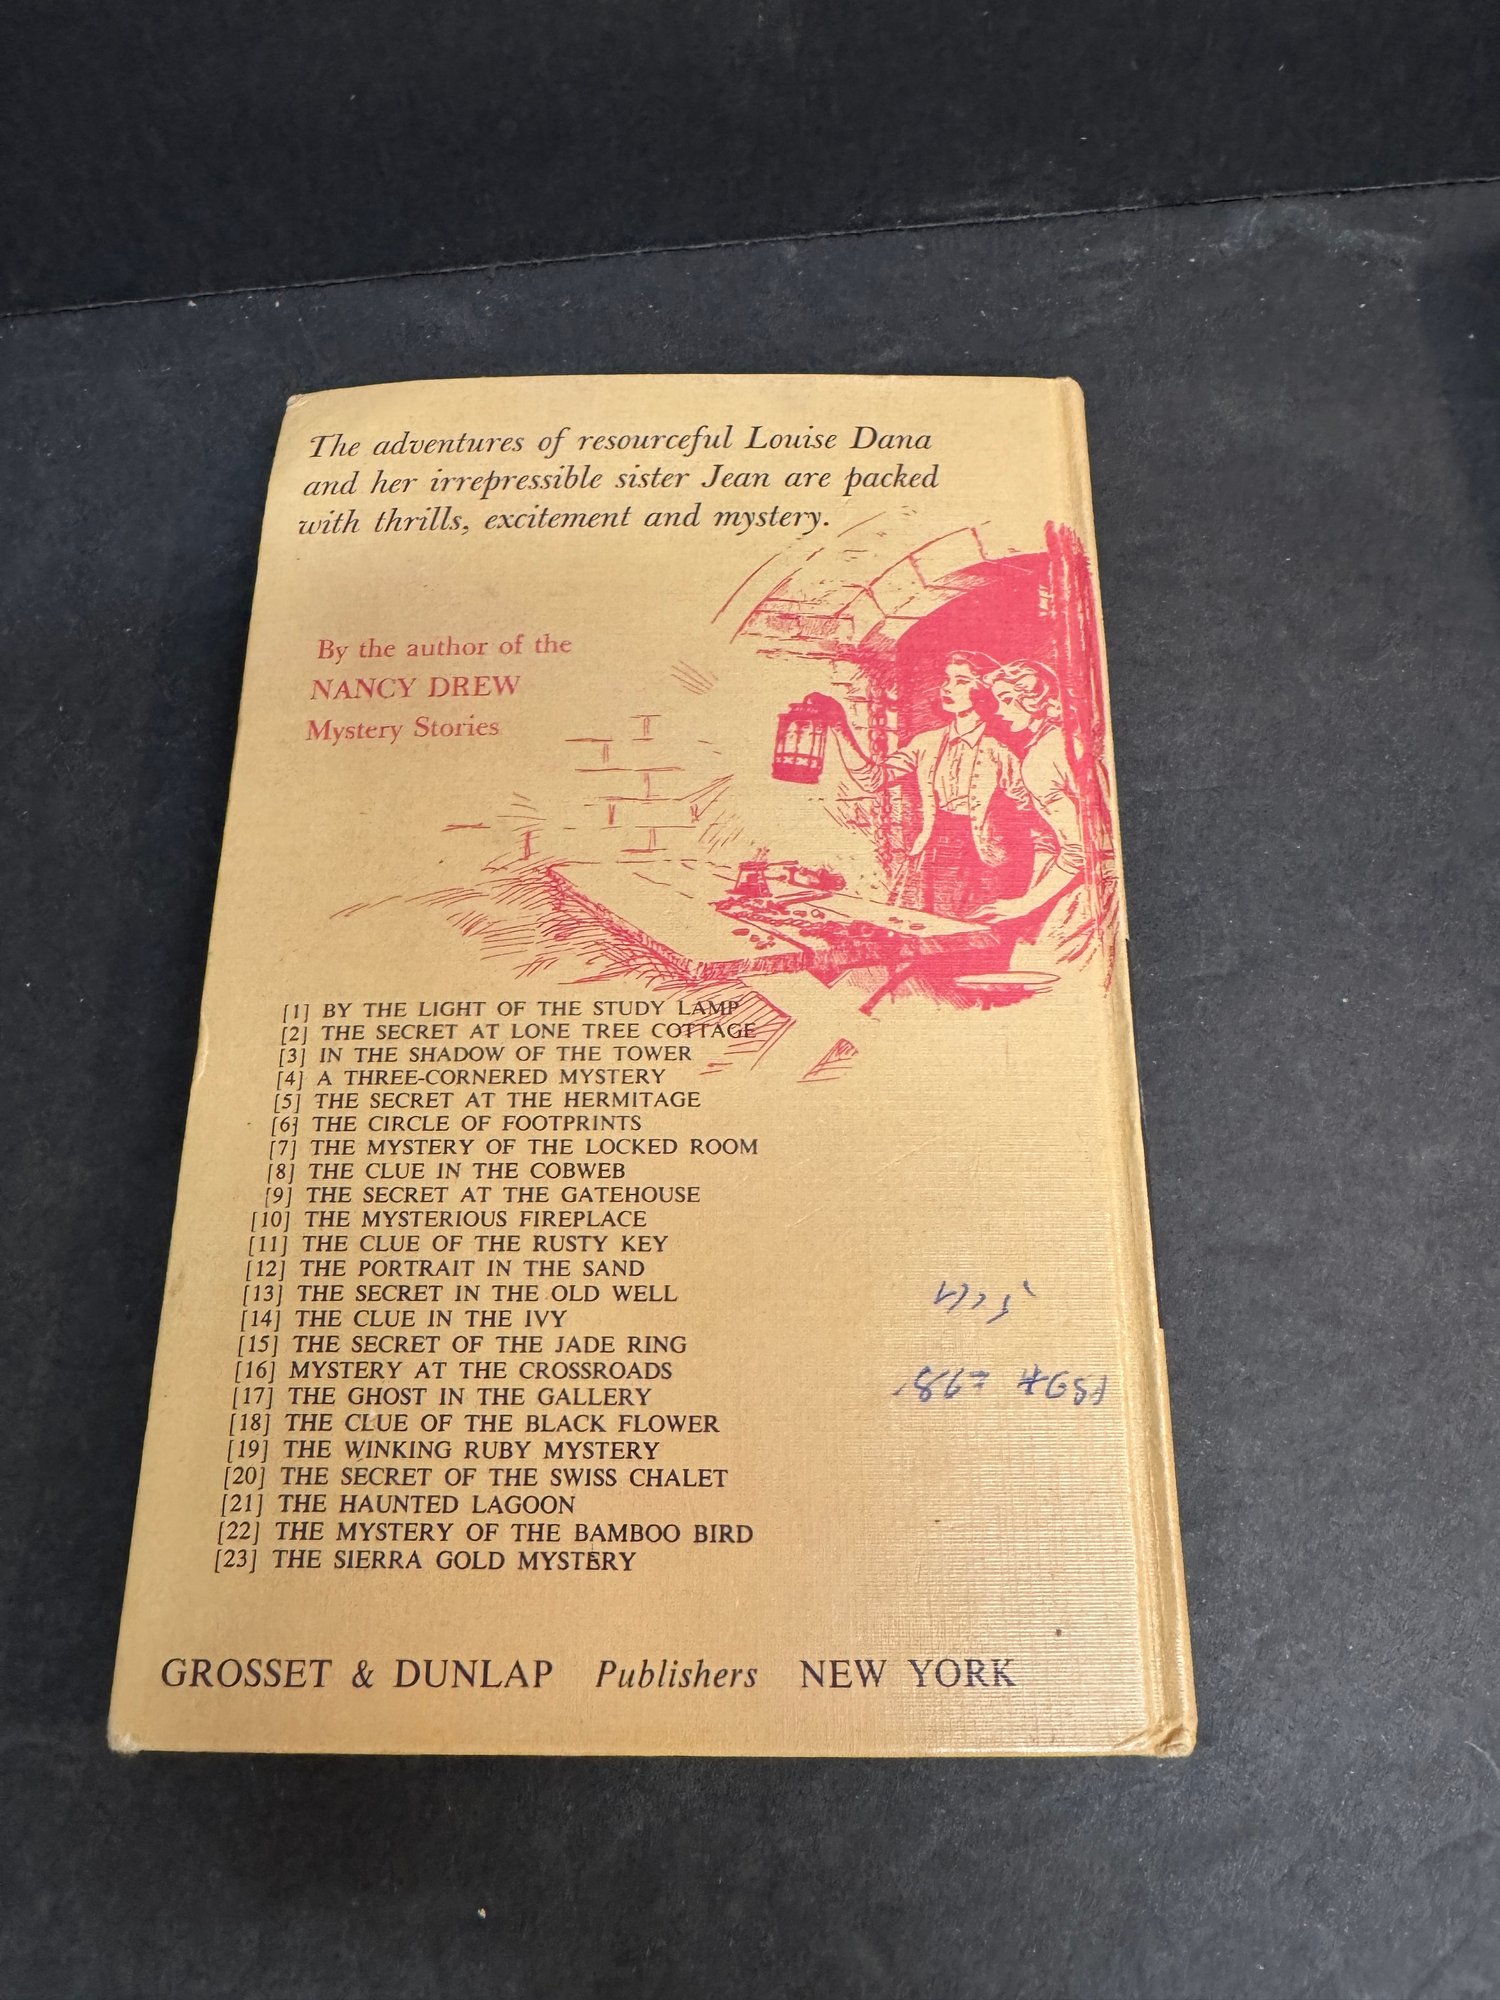 The adventures of resourceful Louise Dana
and her irrepressible sister Jean are packed
with thrills, excitement and mystery.
By the author of the
NANCY DREW
Mystery Stories
[1] BY THE LIGHT OF THE STUDY LAMP
[2] THE SECRET AT LONE TREE COTTAGE
[3] IN THE SHADOW OF THE TOWER
[4] A THREE-CORNERED MYSTERY
[5] THE SECRET AT THE HERMITAGE
[6] THE CIRCLE OF FOOTPRINTS
[7] THE MYSTERY OF THE LOCKED ROOM
[8] THE CLUE IN THE COBWEB
[9] THE SECRET AT THE GATEHOUSE
[10] THE MYSTERIOUS FIREPLACE
[11] THE CLUE OF THE RUSTY KEY
[12] THE PORTRAIT IN THE SAND
[13] THE SECRET IN THE OLD WELL
[14] THE CLUE IN THE IVY
[15] THE SECRET OF THE JADE RING
[16] MYSTERY AT THE CROSSROADS
[17] THE GHOST IN THE GALLERY
[18] THE CLUE OF THE BLACK FLOWER
[19] THE WINKING RUBY MYSTERY
[20] THE SECRET OF THE SWISS CHALET
[21] THE HAUNTED LAGOON
[22] THE MYSTERY OF THE BAMBOO BIRD
[23] THE SIERRA GOLD MYSTERY
GROSSET & DUNLAP Publishers NEW YORK